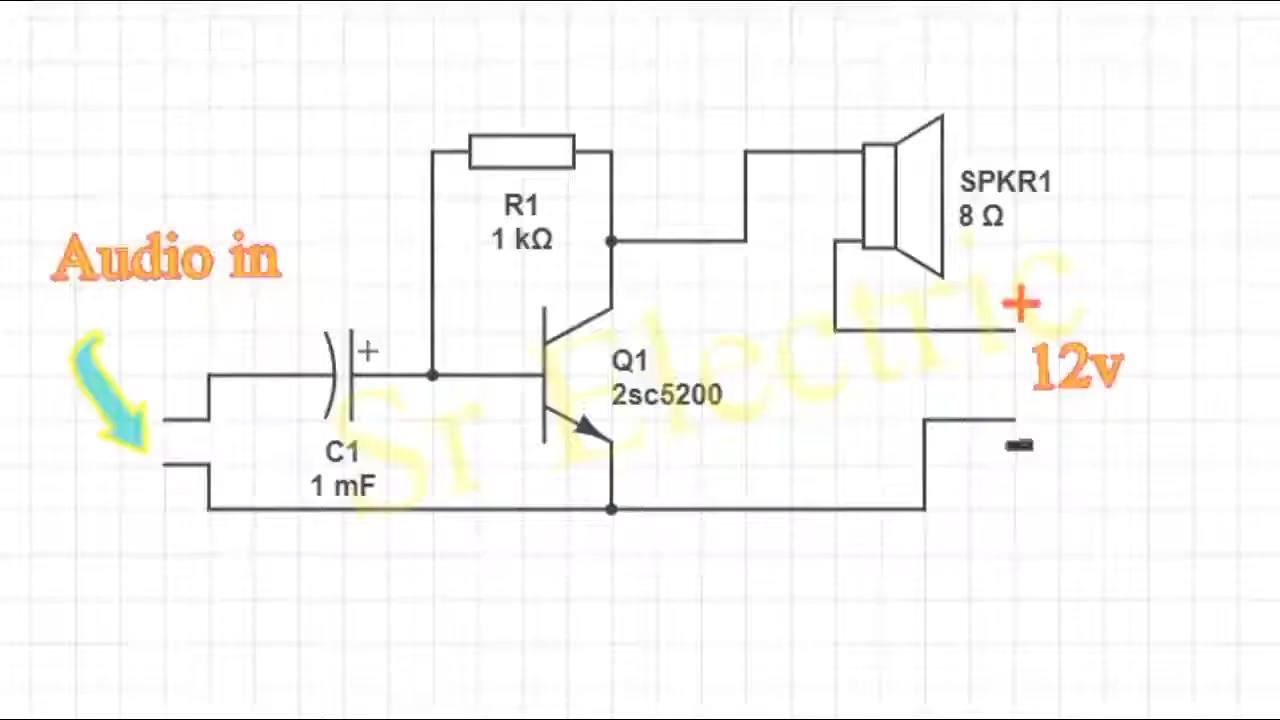 SPKR1
8 Ω
R1
1 kΩ
Audio in
+
+
12v
Q1
2sc5200
C1
1 mF
-
Sr Electric